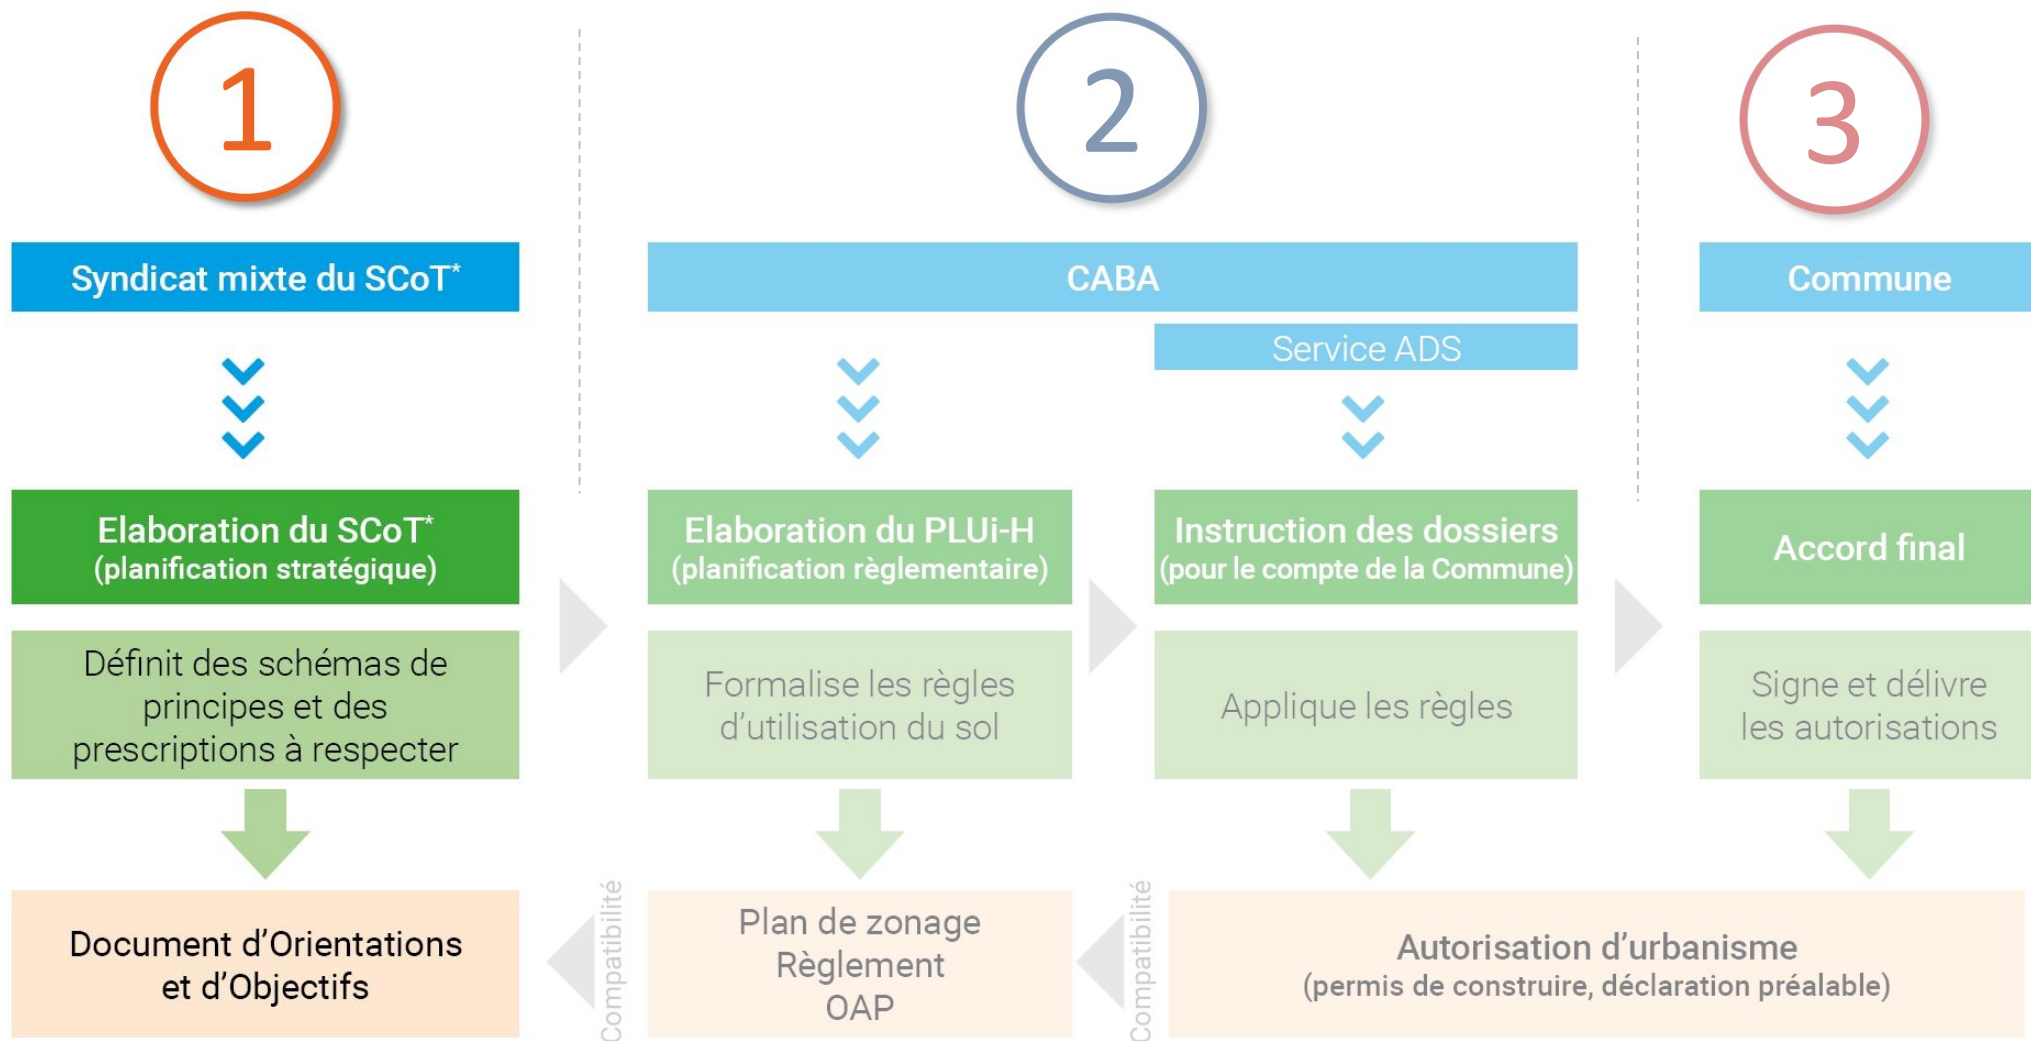 1
2
3
Syndicat mixte du SCoT*
CABA
Commune
Service ADS
Elaboration du SCoT*
(planification stratégique)
Elaboration du PLUi-H
(planification règlementaire)
Instruction des dossiers
(pour le compte de la Commune)
Accord final
Définit des schémas de
principes et des
prescriptions à respecter
Formalise les règles
d'utilisation du sol
Applique les règles
Signe et délivre
les autorisations
Document d'Orientations
et d'Objectifs
Compatibilité
Plan de zonage
Règlement
OAP
Compatibilité
Autorisation d'urbanisme
(permis de construire, déclaration préalable)